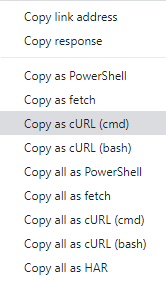 Copy link address
Copy response
Copy as PowerShell
Copy as fetch
Copy as cURL (cmd)
Copy as cURL (bash)
Copy all as PowerShell
Copy all as fetch
Copy all as cURL (cmd)
Copy all as cURL (bash)
Copy all as HAR